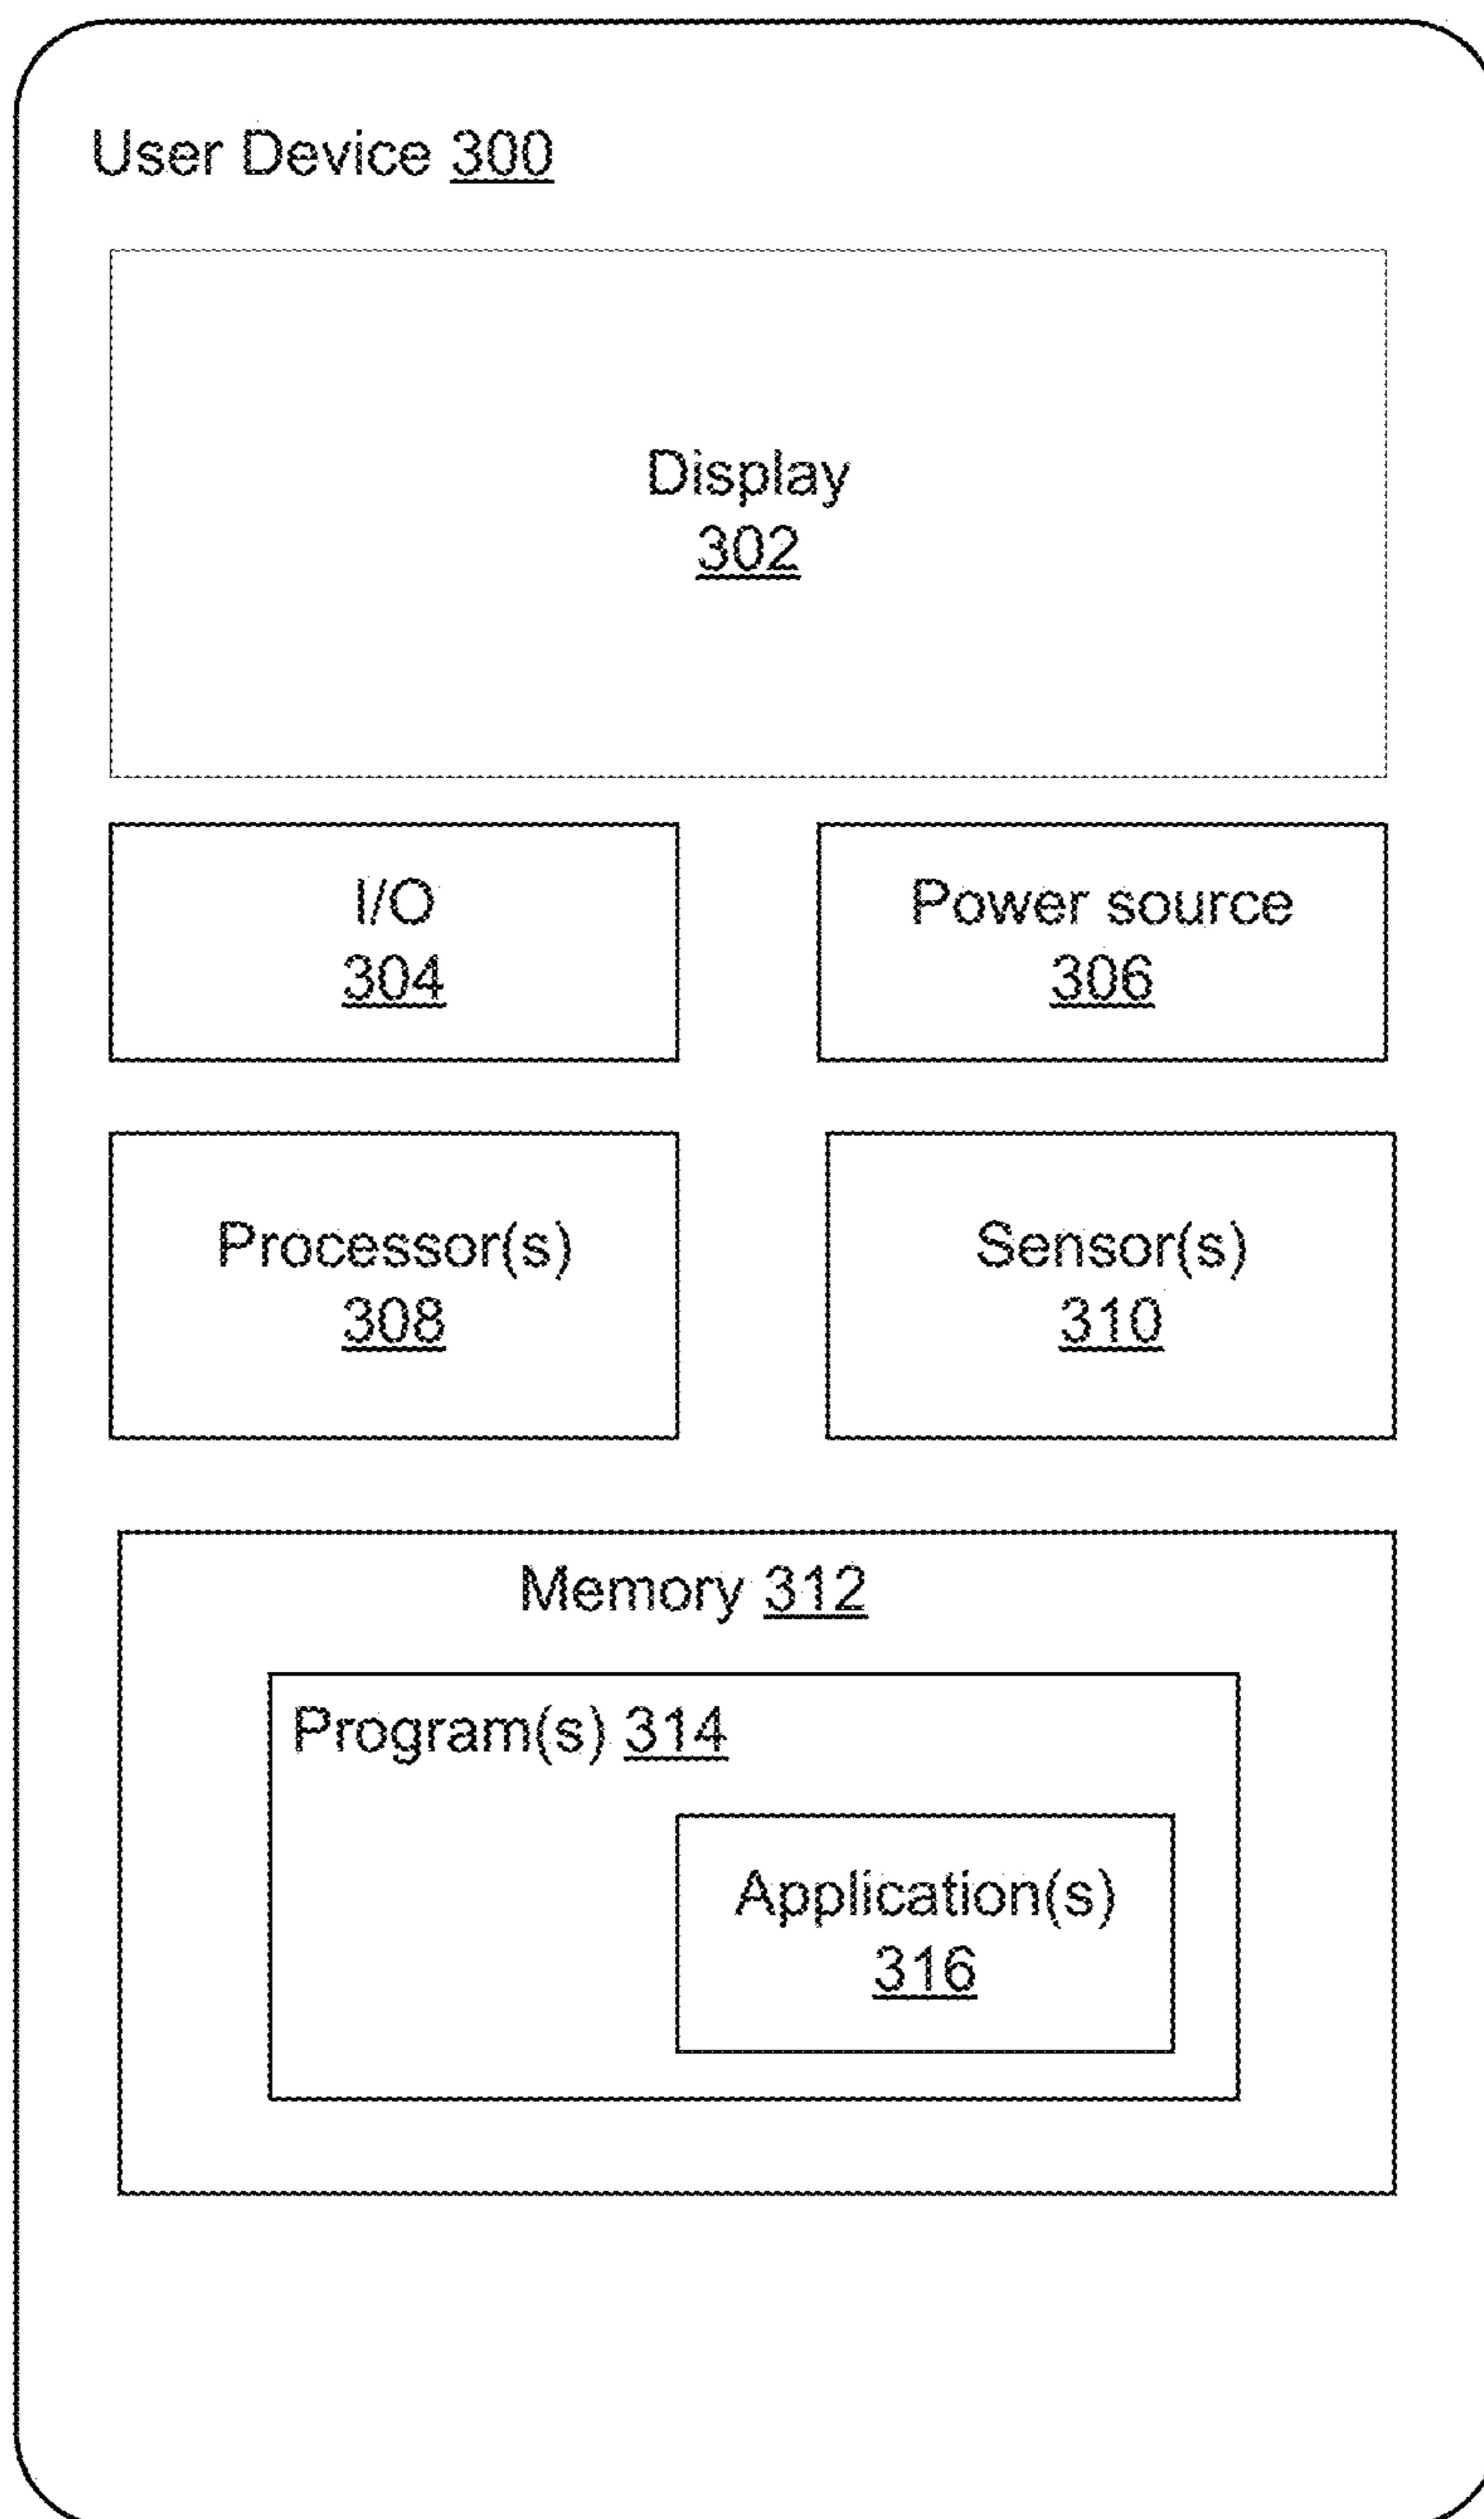 User Device 300
Display
302
I/O
304
Power source
306
Processor(s)
308
Sensor(s)
310
Memory 312
Program(s) 314
Application(s)
316